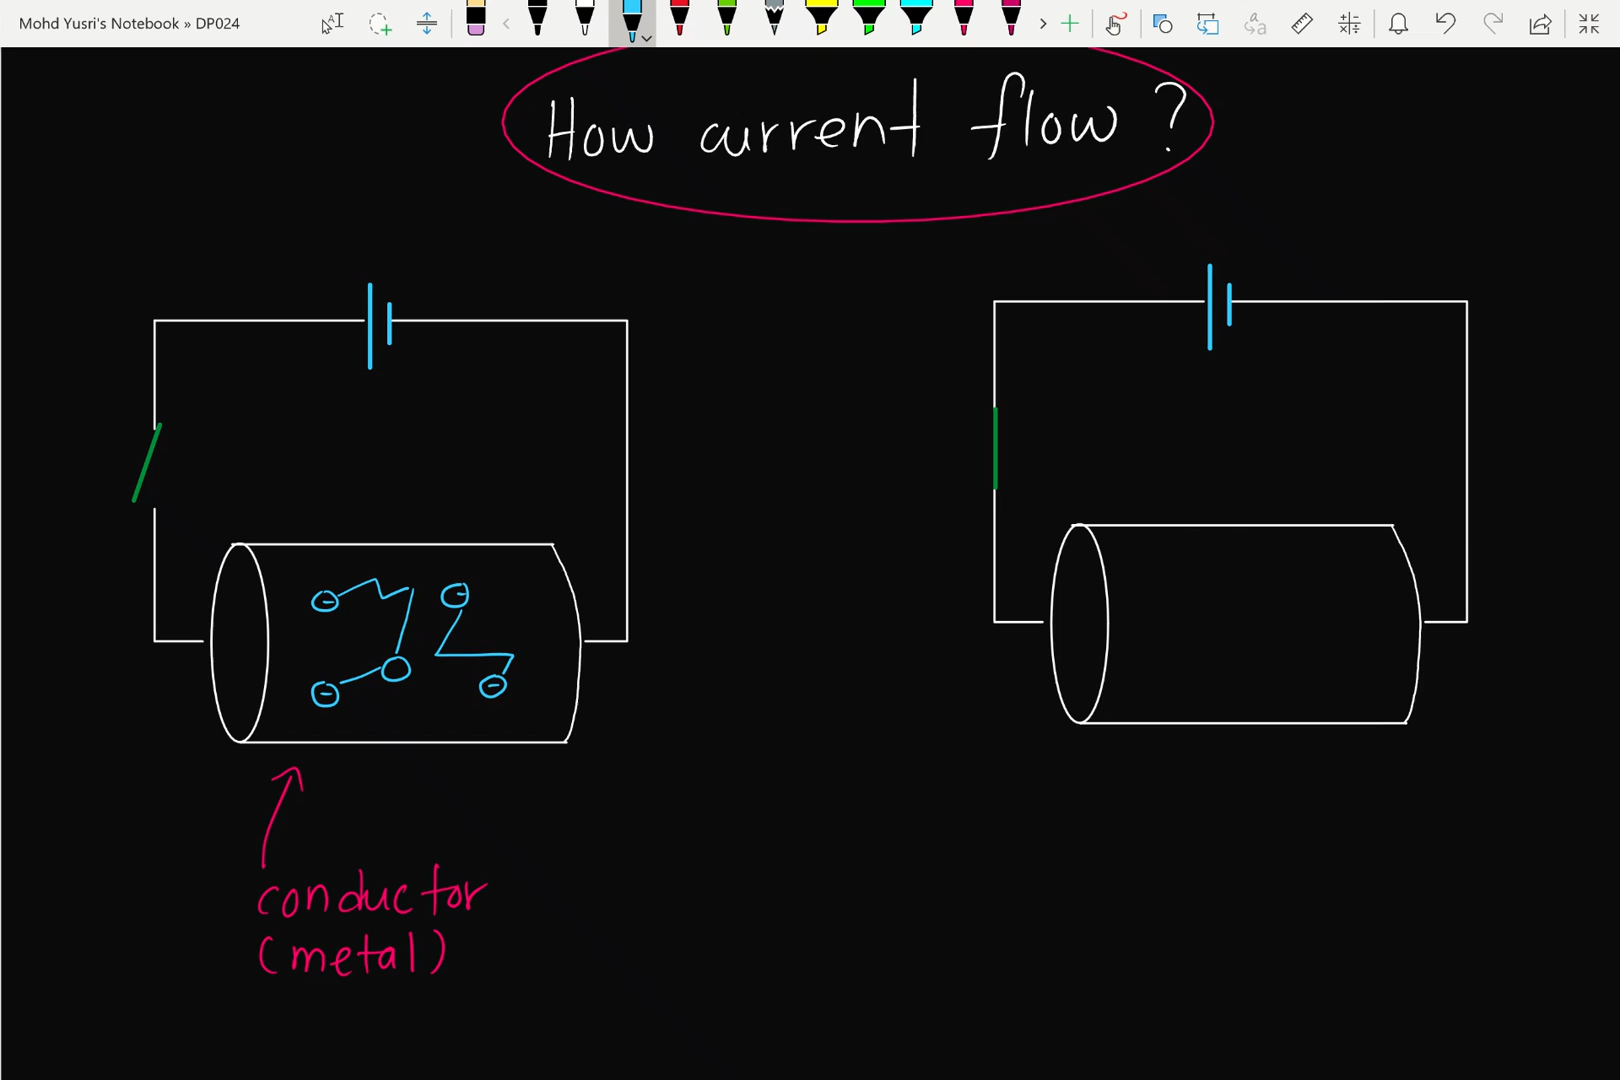 Mohd Yusri's Notebook » DP024
How current flow ?
conductor
(metal)